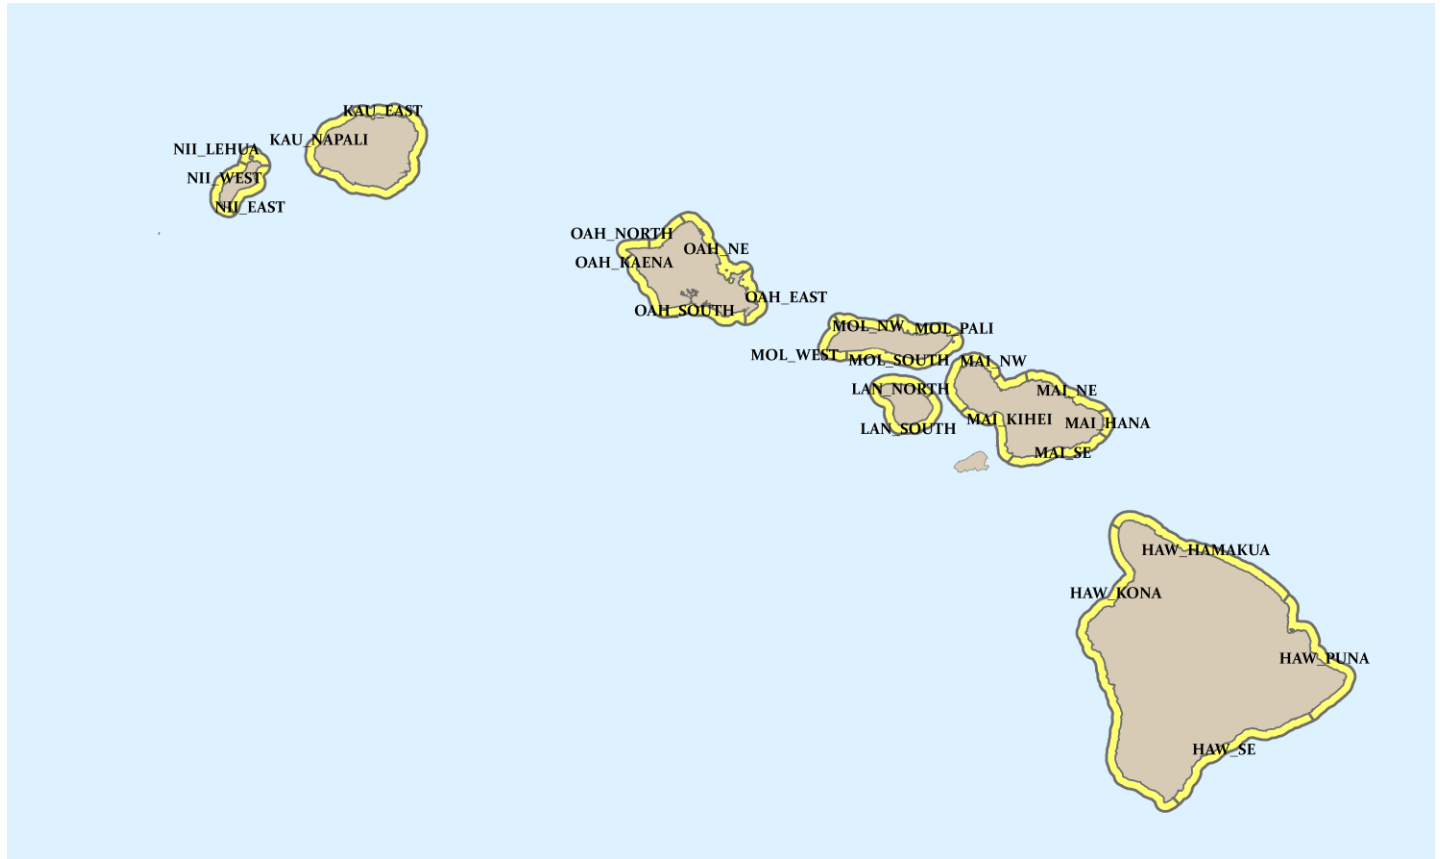 KAU_EAST
KAU_NAPALI
NII_LEHUA
NII_WEST
NII_EAST
OAH_NORTH
OAH_NE
OAH_KAENA
OAH_EAST
OAH_SOUTH
MOL_NW
MOL_PALI
MOL_WEST
MOL_SOUTH
MAI_NW
LAN_NORTH
MAI_NE
MAI_KIHEI
MAI_HANA
LAN_SOUTH
MAI_SE
HAW_HAMAKUA
HAW_KONA
HAW_PUNA
HAW_SE